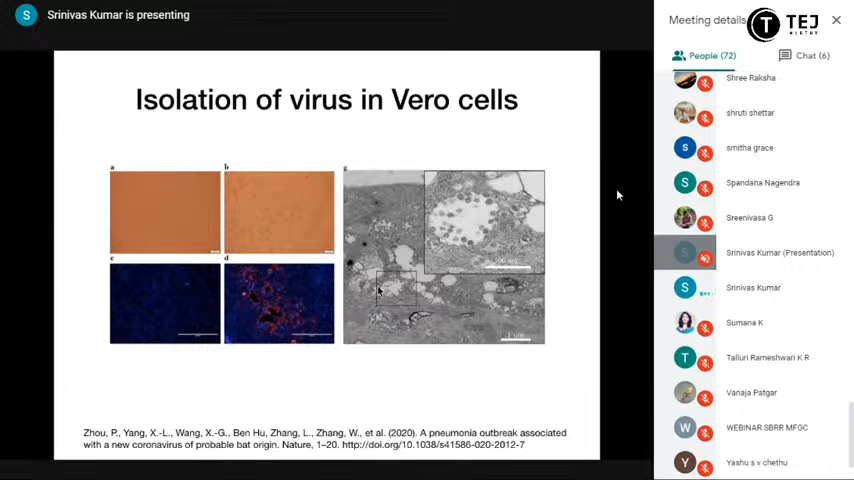 S
Srinivas Kumar is presenting
Isolation of virus in Vero cells
a
b
c
d
g
Zhou, P., Yang, X.-L., Wang, X.-G., Ben Hu, Zhang, L., Zhang, W., et al. (2020). A pneumonia outbreak associated
with a new coronavirus of probable bat origin. Nature, 1–20. http://doi.org/10.1038/s41586-020-2012-7
Meeting details
T
TEJ
People (72)
Chat (6)
Shree Raksha
shruti shettar
S smitha grace
S Spandana Nagendra
Sreenivasa G
S Srinivas Kumar (Presentation)
S Srinivas Kumar
Sumana K
T Talluri Rameshwari K R
Vanaja Patgar
W WEBINAR SBRR MFGC
Y Yashu s v chethu